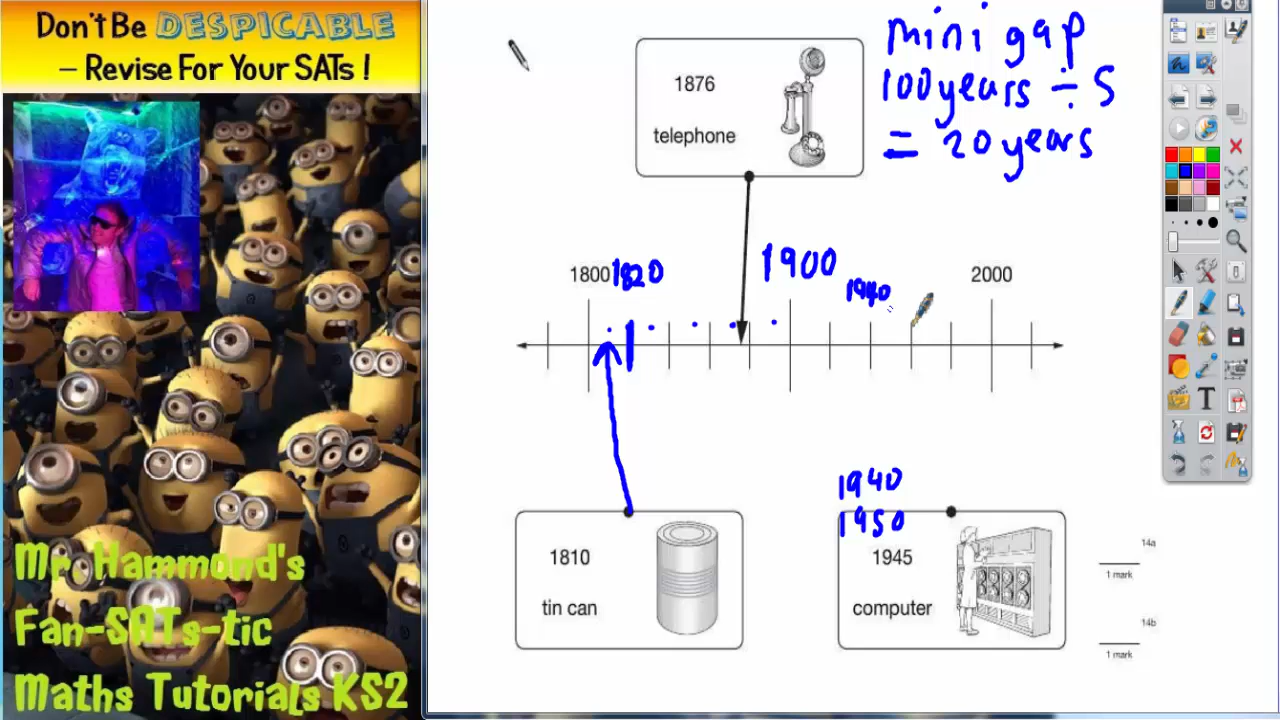 Don't Be DESPICABLE
– Revise For Your SATs !
Mr Hammond's
Fan-SATs-tic
Maths Tutorials KS2
1876
telephone
mini gap
100 years ÷ 5
= 20 years
1800
1820
1900
1940
2000
1810
tin can
1940
1950
1945
computer
14a
1 mark
14b
1 mark